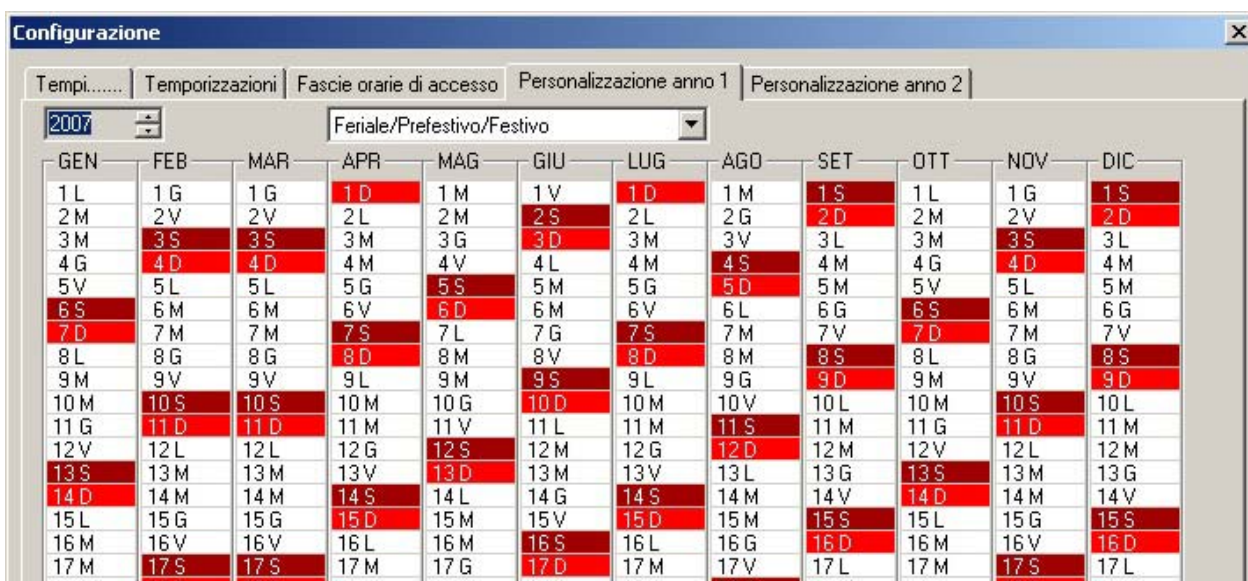 Configurazione
Tempi....... Temporizzazioni Fascie orarie di accesso Personalizzazione anno 1 Personalizzazione anno 2
2007 Feriale/Prefestivo/Festivo
GEN FEB MAR APR MAG GIU LUG AGO SET OTT NOV DIC
1 L 1 G 1 G 1 D 1 M 1 V 1 D 1 M 1 S 1 L 1 G 1 S
2 M 2 V 2 V 2 L 2 M 2 S 2 L 2 G 2 D 2 M 2 V 2 D
3 M 3 S 3 S 3 M 3 G 3 D 3 M 3 V 3 L 3 M 3 S 3 L
4 G 4 D 4 D 4 M 4 V 4 L 4 M 4 S 4 M 4 G 4 D 4 M
5 V 5 L 5 L 5 G 5 S 5 M 5 G 5 D 5 M 5 V 5 L 5 M
6 S 6 M 6 M 6 V 6 D 6 M 6 V 6 L 6 G 6 S 6 M 6 G
7 D 7 M 7 M 7 S 7 L 7 G 7 S 7 M 7 V 7 D 7 M 7 V
8 L 8 G 8 G 8 D 8 M 8 V 8 D 8 M 8 S 8 L 8 G 8 S
9 M 9 V 9 V 9 L 9 M 9 S 9 L 9 G 9 D 9 M 9 V 9 D
10 M 10 S 10 S 10 M 10 G 10 D 10 M 10 V 10 L 10 M 10 S 10 L
11 G 11 D 11 D 11 M 11 V 11 L 11 M 11 S 11 M 11 G 11 D 11 M
12 V 12 L 12 L 12 G 12 S 12 M 12 G 12 D 12 M 12 V 12 L 12 M
13 S 13 M 13 M 13 V 13 D 13 M 13 V 13 L 13 G 13 S 13 M 13 G
14 D 14 M 14 M 14 S 14 L 14 G 14 S 14 M 14 V 14 D 14 M 14 V
15 L 15 G 15 G 15 D 15 M 15 V 15 D 15 M 15 S 15 L 15 G 15 S
16 M 16 V 16 V 16 L 16 M 16 S 16 L 16 G 16 D 16 M 16 V 16 D
17 M 17 S 17 S 17 M 17 G 17 D 17 M 17 V 17 L 17 M 17 S 17 L